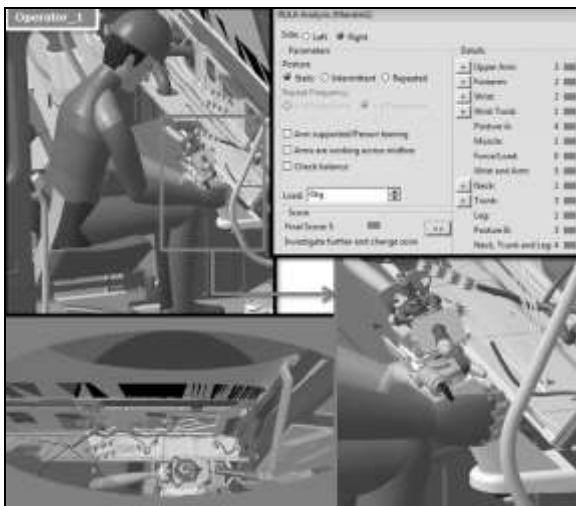 Operator_1
RULA Analysis (Manikin1)
Side: Left Right
Parameters
Posture
Static Intermittent Repeated
Repeat Frequency
Arm supported/Person leaning
Arms are working across midline
Check balance
Load: 0kg
Score
Final Score: 5
Investigate further and change soon
Details
Upper Arm: 3
Forearm: 2
Wrist: 2
Wrist Twist: 1
Posture A: 4
Muscle: 1
Force/Load: 0
Wrist and Arm: 5
Neck:
Trunk: 3
Leg: 1
Posture B: 3
Neck, Trunk and Leg: 4